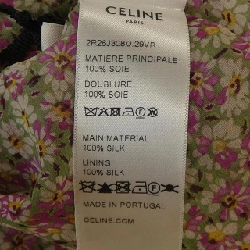 CELINE
PARIS
MATIERE PRINCIPALE
100% SOIE
DOUBLURE
100% SOIE
MAIN MATERIAL
100% SILK
LINING
100% SILK
MADE IN PORTUGAL
CELINE.COM